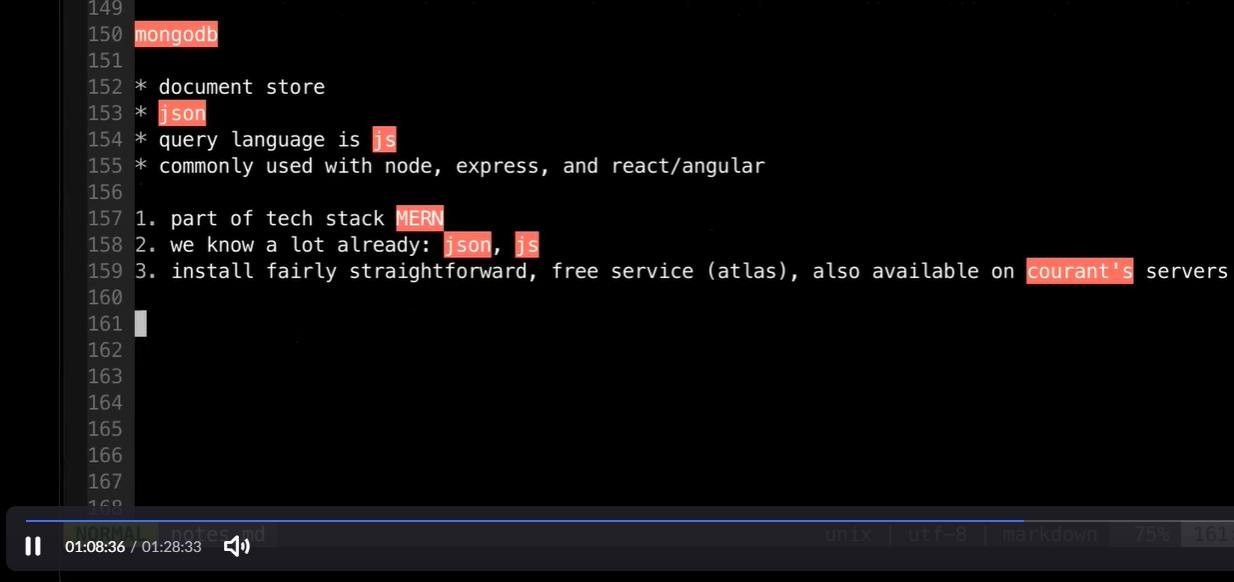 149
150 mongodb
151
152 * document store
153 * json
154 * query language is js
155 * commonly used with node, express, and react/angular
156
157 1. part of tech stack MERN
158 2. we know a lot already: json, js
159 3. install fairly straightforward, free service (atlas), also available on courant's servers
160
161
162
163
164
165
166
167
168
NORMAL notes.md unix | utf-8 | markdown 75% 161
01:08:36 / 01:28:33